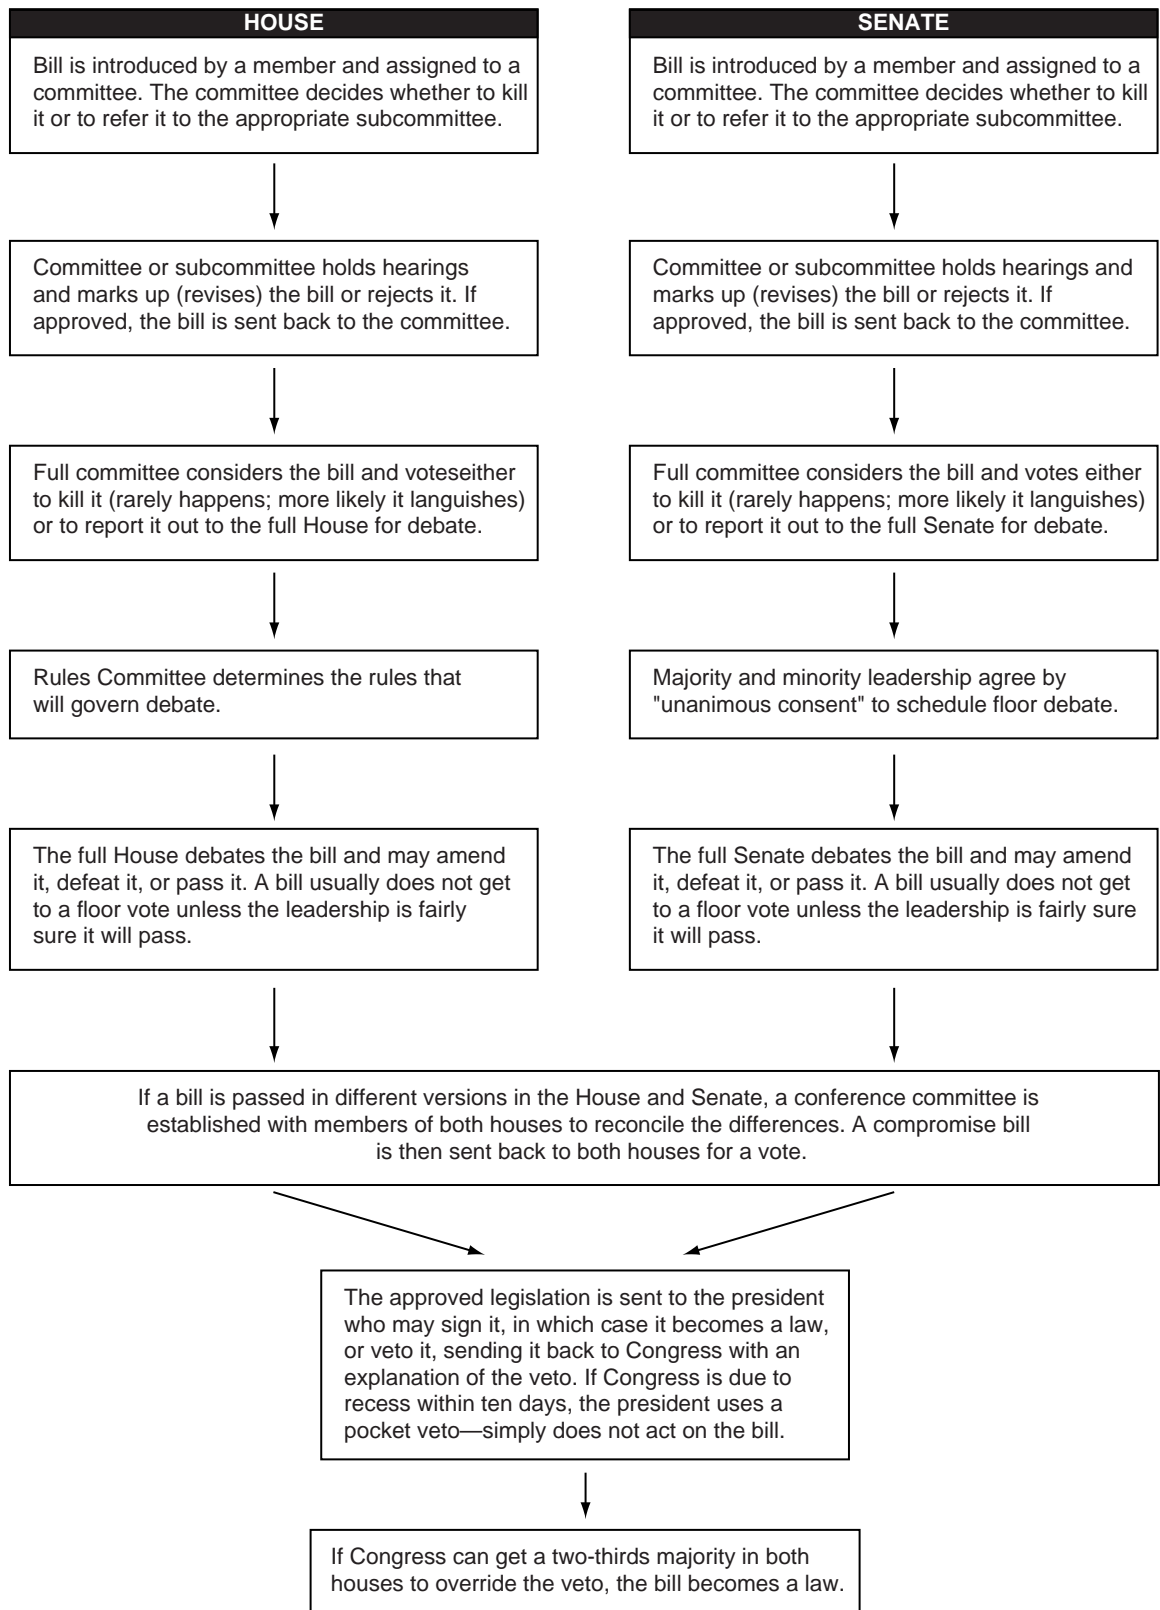 HOUSE
Bill is introduced by a member and assigned to a
committee. The committee decides whether to kill
it or to refer it to the appropriate subcommittee.
Committee or subcommittee holds hearings
and marks up (revises) the bill or rejects it. If
approved, the bill is sent back to the committee.
Full committee considers the bill and voteseither
to kill it (rarely happens; more likely it languishes)
or to report it out to the full House for debate.
Rules Committee determines the rules that
will govern debate.
The full House debates the bill and may amend
it, defeat it, or pass it. A bill usually does not get
to a floor vote unless the leadership is fairly
sure it will pass.
SENATE
Bill is introduced by a member and assigned to a
committee. The committee decides whether to kill
it or to refer it to the appropriate subcommittee.
Committee or subcommittee holds hearings and
marks up (revises) the bill or rejects it. If
approved, the bill is sent back to the committee.
Full committee considers the bill and votes either
to kill it (rarely happens; more likely it languishes)
or to report it out to the full Senate for debate.
Majority and minority leadership agree by
"unanimous consent" to schedule floor debate.
The full Senate debates the bill and may amend
it, defeat it, or pass it. A bill usually does not get
to a floor vote unless the leadership is fairly sure
it will pass.
If a bill is passed in different versions in the House and Senate, a conference committee is
established with members of both houses to reconcile the differences. A compromise bill
is then sent back to both houses for a vote.
The approved legislation is sent to the president
who may sign it, in which case it becomes a law,
or veto it, sending it back to Congress with an
explanation of the veto. If Congress is due to
recess within ten days, the president uses a
pocket veto—simply does not act on the bill.
If Congress can get a two-thirds majority in both
houses to override the veto, the bill becomes a law.